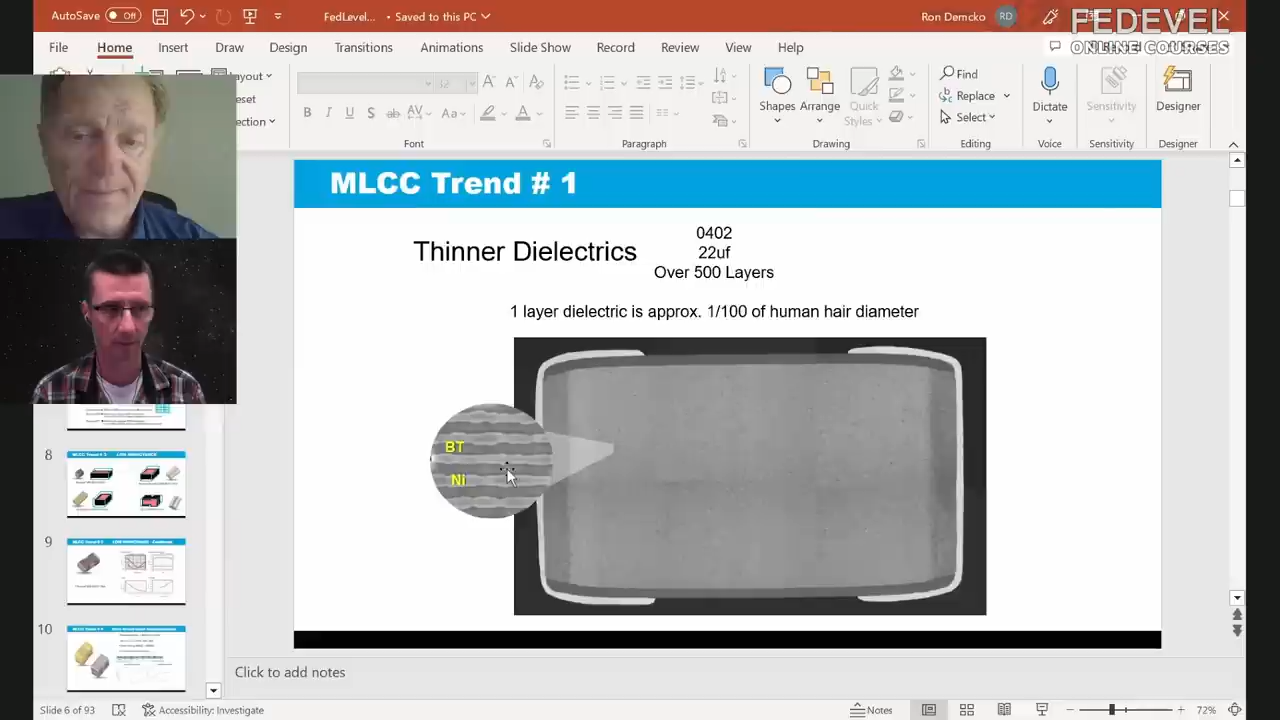 AutoSave Off FedLevel... • Saved to this PC Ron Demcko RD
FEDEVEL
ONLINE COURSES
File Home Insert Draw Design Transitions Animations Slide Show Record Review View Help
Shapes Arrange Quick Styles
Find
Replace
Select
Dictate
Sensitivity
Designer
Font Paragraph Drawing Editing Voice Sensitivity Designer
MLCC Trend # 1
Thinner Dielectrics
0402
22uf
Over 500 Layers
1 layer dielectric is approx. 1/100 of human hair diameter
BT
Ni
8
9
10
Click to add notes
Slide 6 of 93 Accessibility: Investigate Notes 72%